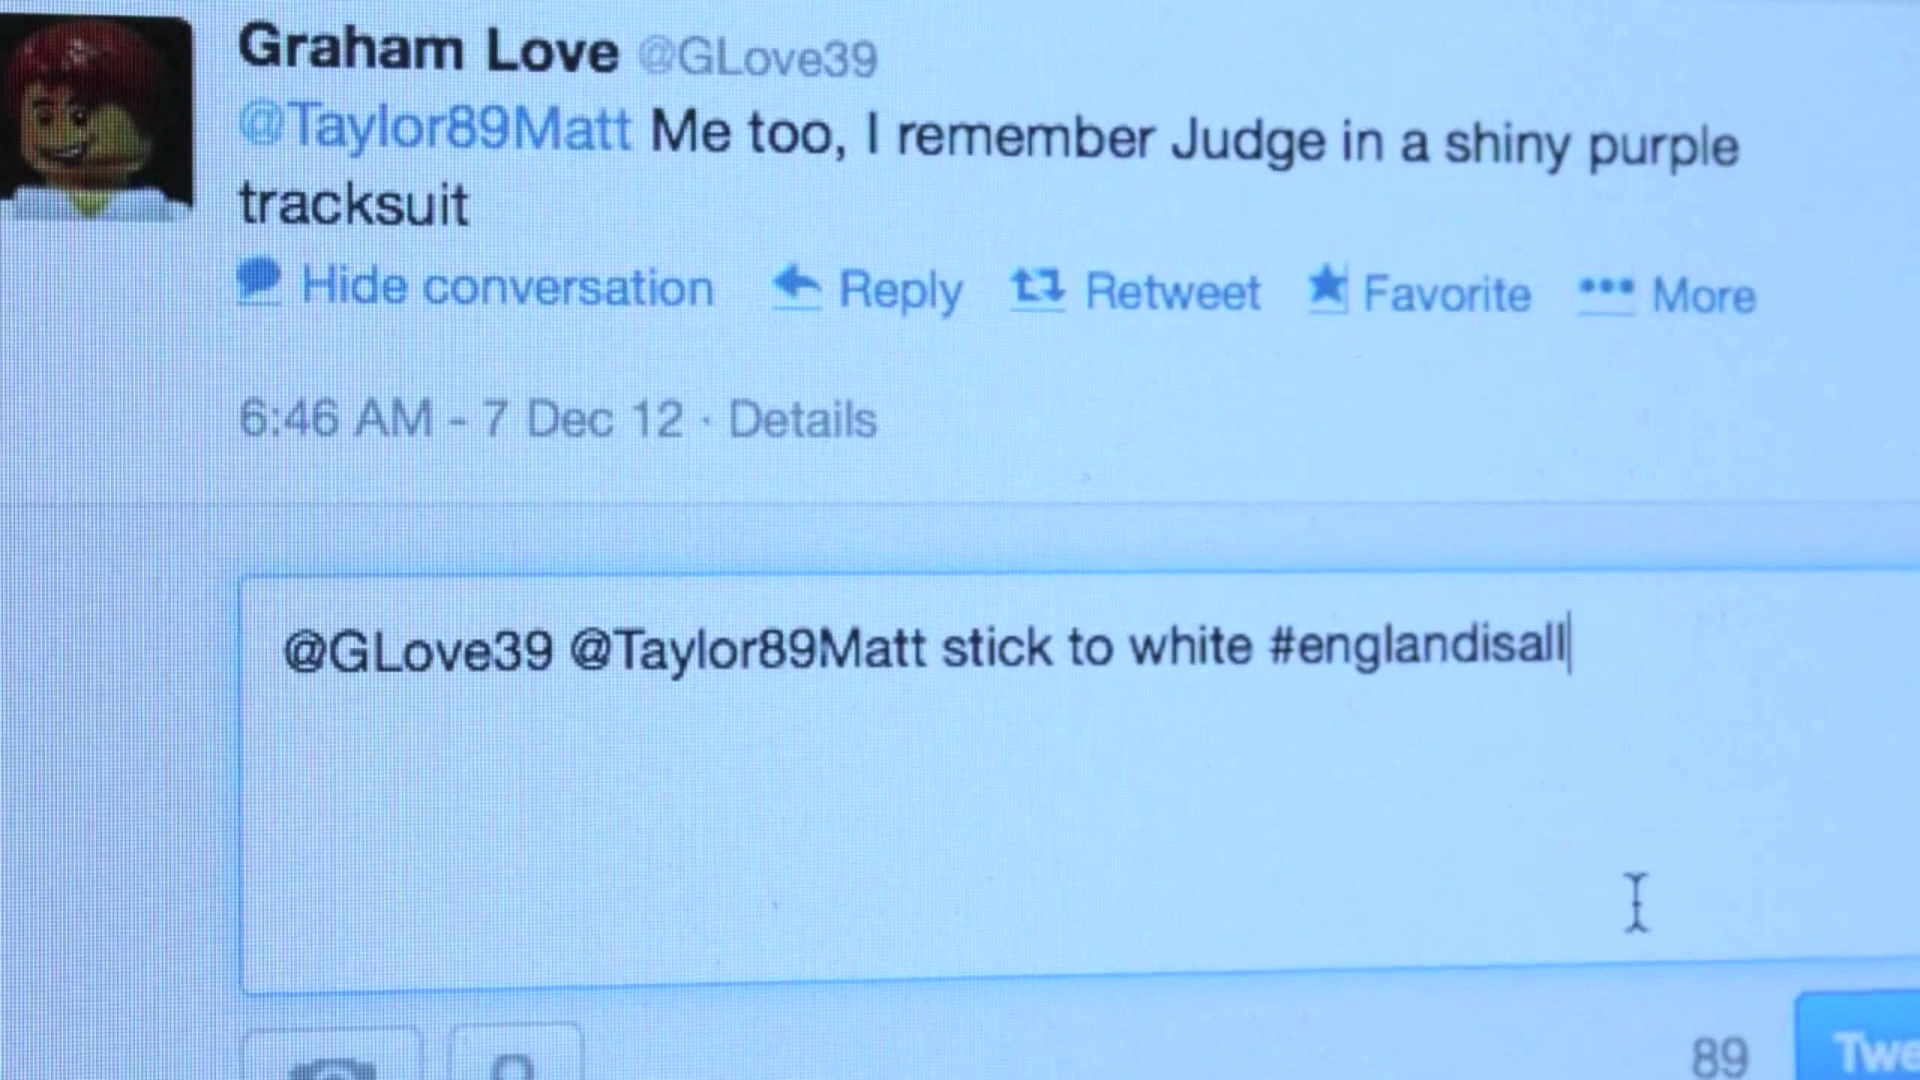 Graham Love @GLove39
@Taylor89Matt Me too, I remember Judge in a shiny purple
tracksuit
Hide conversation Reply Retweet Favorite More
6:46 AM - 7 Dec 12 · Details
@GLove39 @Taylor89Matt stick to white #englandisall
89 Twe